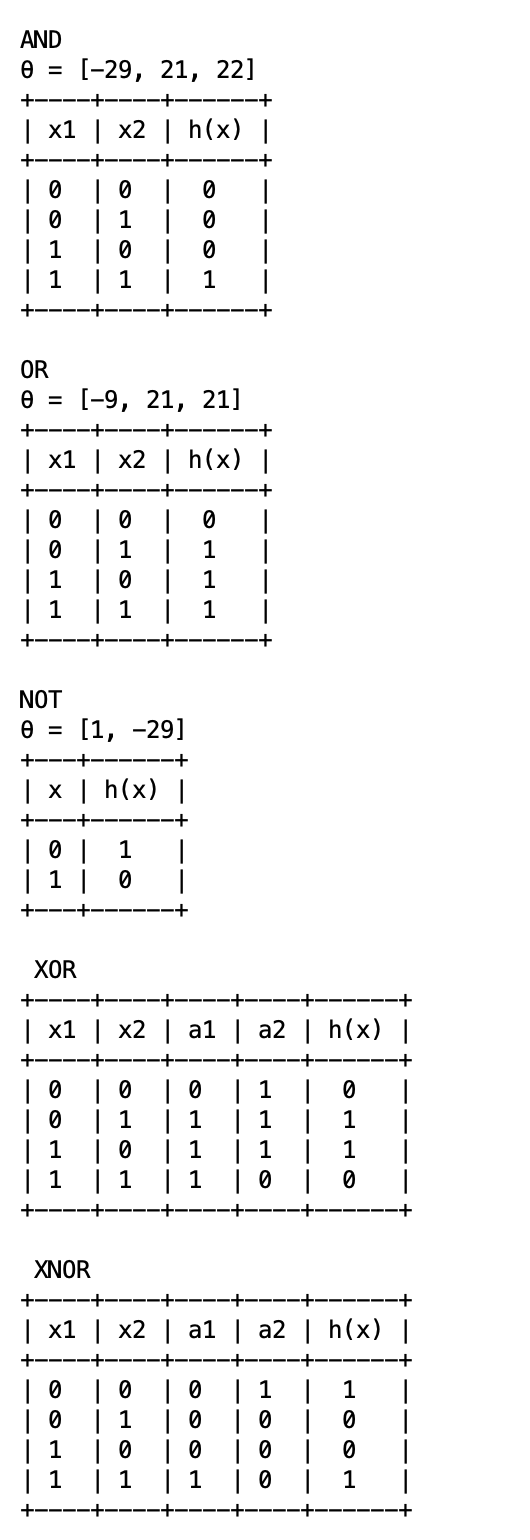 AND
θ = [-29, 21, 22]
+----+----+------+
| x1 | x2 | h(x) |
+----+----+------+
| 0  | 0  |  0   |
| 0  | 1  |  0   |
| 1  | 0  |  0   |
| 1  | 1  |  1   |
+----+----+------+

OR
θ = [-9, 21, 21]
+----+----+------+
| x1 | x2 | h(x) |
+----+----+------+
| 0  | 0  |  0   |
| 0  | 1  |  1   |
| 1  | 0  |  1   |
| 1  | 1  |  1   |
+----+----+------+

NOT
θ = [1, -29]
+---+------+
| x | h(x) |
+---+------+
| 0 |  1   |
| 1 |  0   |
+---+------+

 XOR
+----+----+----+----+------+
| x1 | x2 | a1 | a2 | h(x) |
+----+----+----+----+------+
| 0  | 0  | 0  | 1  |  0   |
| 0  | 1  | 1  | 1  |  1   |
| 1  | 0  | 1  | 1  |  1   |
| 1  | 1  | 1  | 0  |  0   |
+----+----+----+----+------+

 XNOR
+----+----+----+----+------+
| x1 | x2 | a1 | a2 | h(x) |
+----+----+----+----+------+
| 0  | 0  | 0  | 1  |  1   |
| 0  | 1  | 0  | 0  |  0   |
| 1  | 0  | 0  | 0  |  0   |
| 1  | 1  | 1  | 0  |  1   |
+----+----+----+----+------+